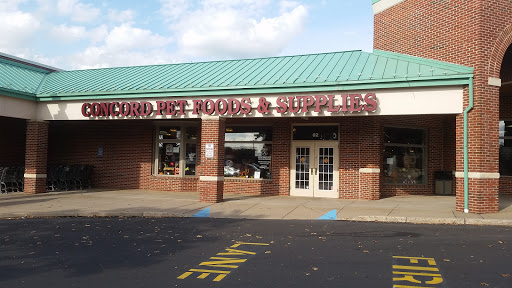 CONCORD PET FOODS & SUPPLIES
LANE
FIRE